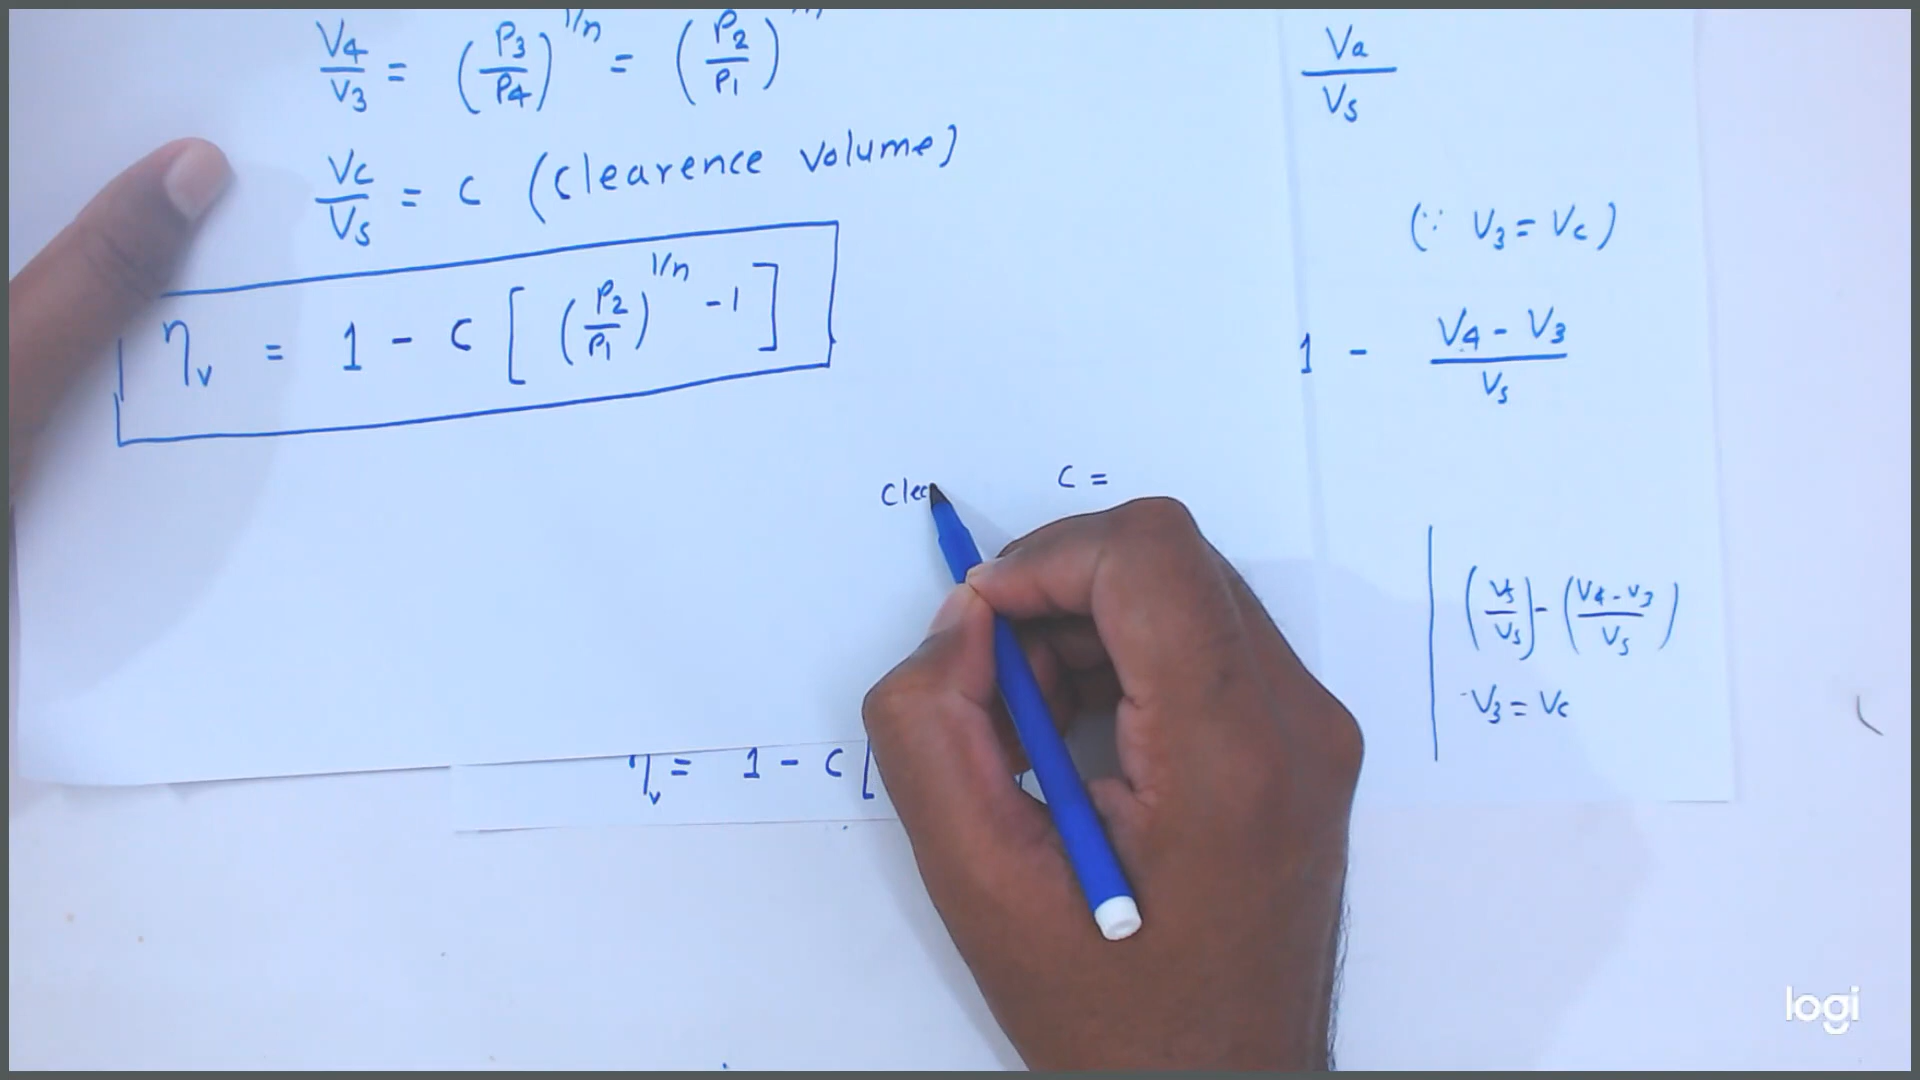 V4/V3 = (P3/P4)^1/n = (P2/P1)
Vc/Vs = C (Clearence Volume)
ηv = 1 - C [(P2/P1)^1/n - 1]
Clea C =
ηv = 1 - C [
Va/Vs
(∵ V3 = Vc)
1 - V4 - V3/Vs
(Vs/Vs) - (V4 - V3/Vs)
V3 = Vc
logi